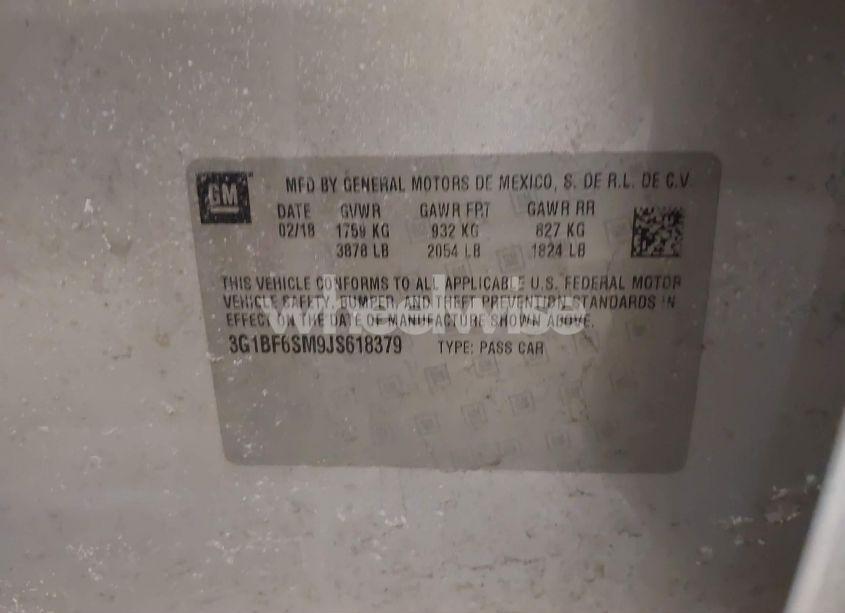 GM
MFD BY GENERAL MOTORS DE MEXICO, S. DE R.L. DE C.V.
DATE GVWR GAWR FRT GAWR RR
02/18 1759 KG 932 KG 827 KG
3878 LB 2054 LB 1824 LB
THIS VEHICLE CONFORMS TO ALL APPLICABLE U.S. FEDERAL MOTOR
VEHICLE SAFETY, BUMPER, AND THEFT PREVENTION STANDARDS IN
EFFECT ON THE DATE OF MANUFACTURE SHOWN ABOVE.
3G1BF6SM9JS618379 TYPE: PASS CAR